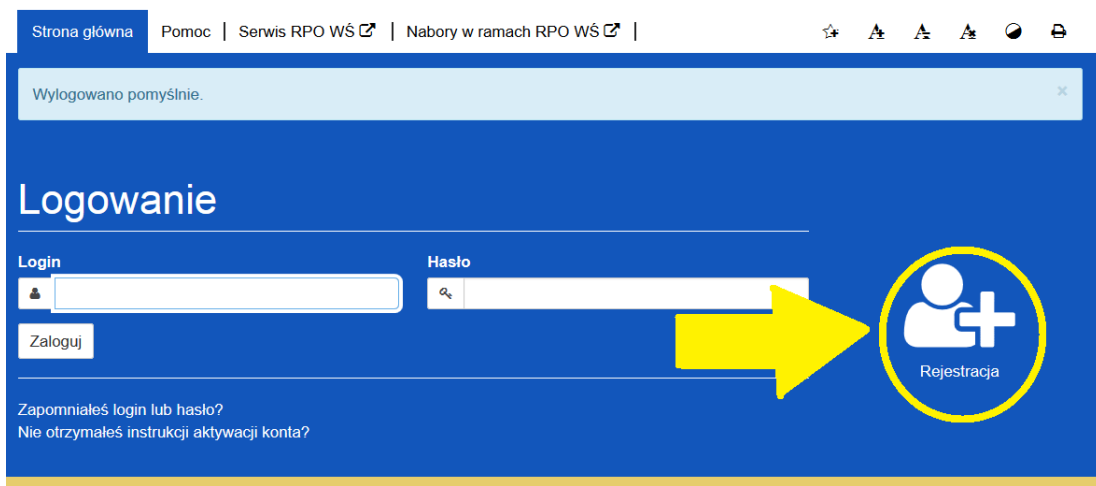 Strona główna Pomoc | Serwis RPO WŚ | Nabory w ramach RPO WŚ |
Wylogowano pomyślnie. ×
Logowanie
Login Hasło
Zaloguj
Rejestracja
Zapomniałeś login lub hasło?
Nie otrzymałeś instrukcji aktywacji konta?